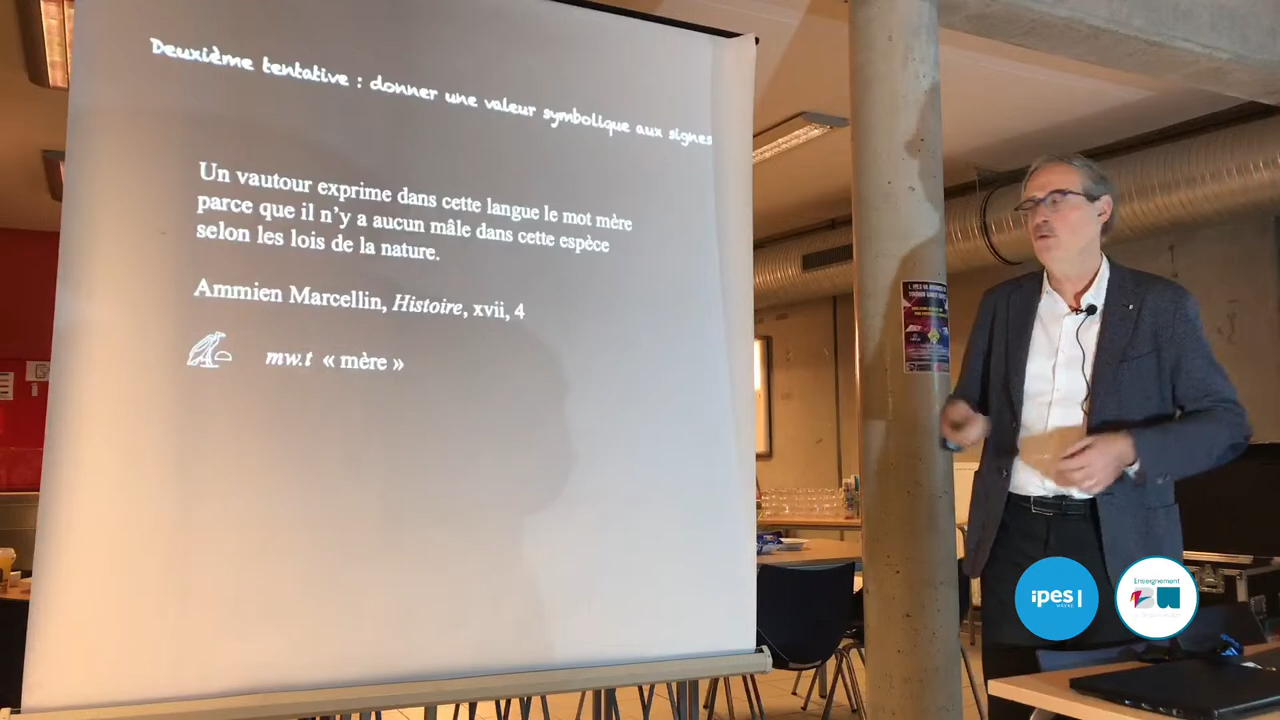 Deuxième tentative : donner une valeur symbolique aux signes
Un vautour exprime dans cette langue le mot mère
parce que il n’y a aucun mâle dans cette espèce
selon les lois de la nature.
Ammien Marcellin, Histoire, xvii, 4
mw.t « mère »
ipes
WAVRE
Enseignement